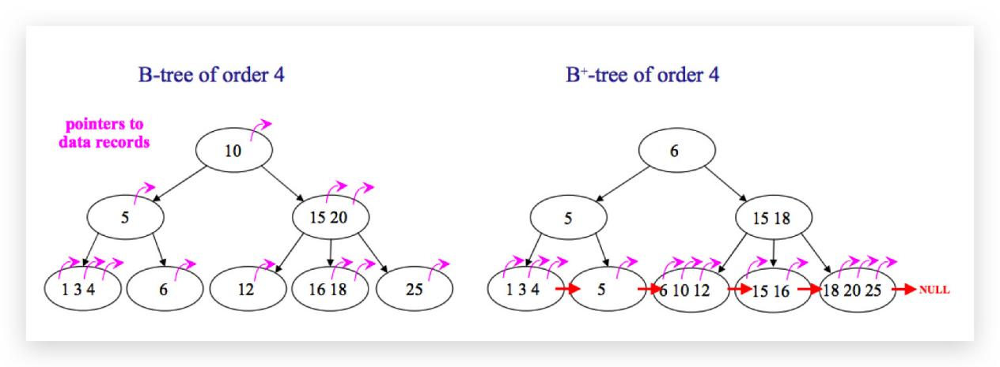 B-tree of order 4
B+-tree of order 4
pointers to
data records
10
6
5
15 20
5
15 18
1 3 4
6
12
16 18
25
1 3 4
5
6 10 12
15 16
18 20 25
NULL